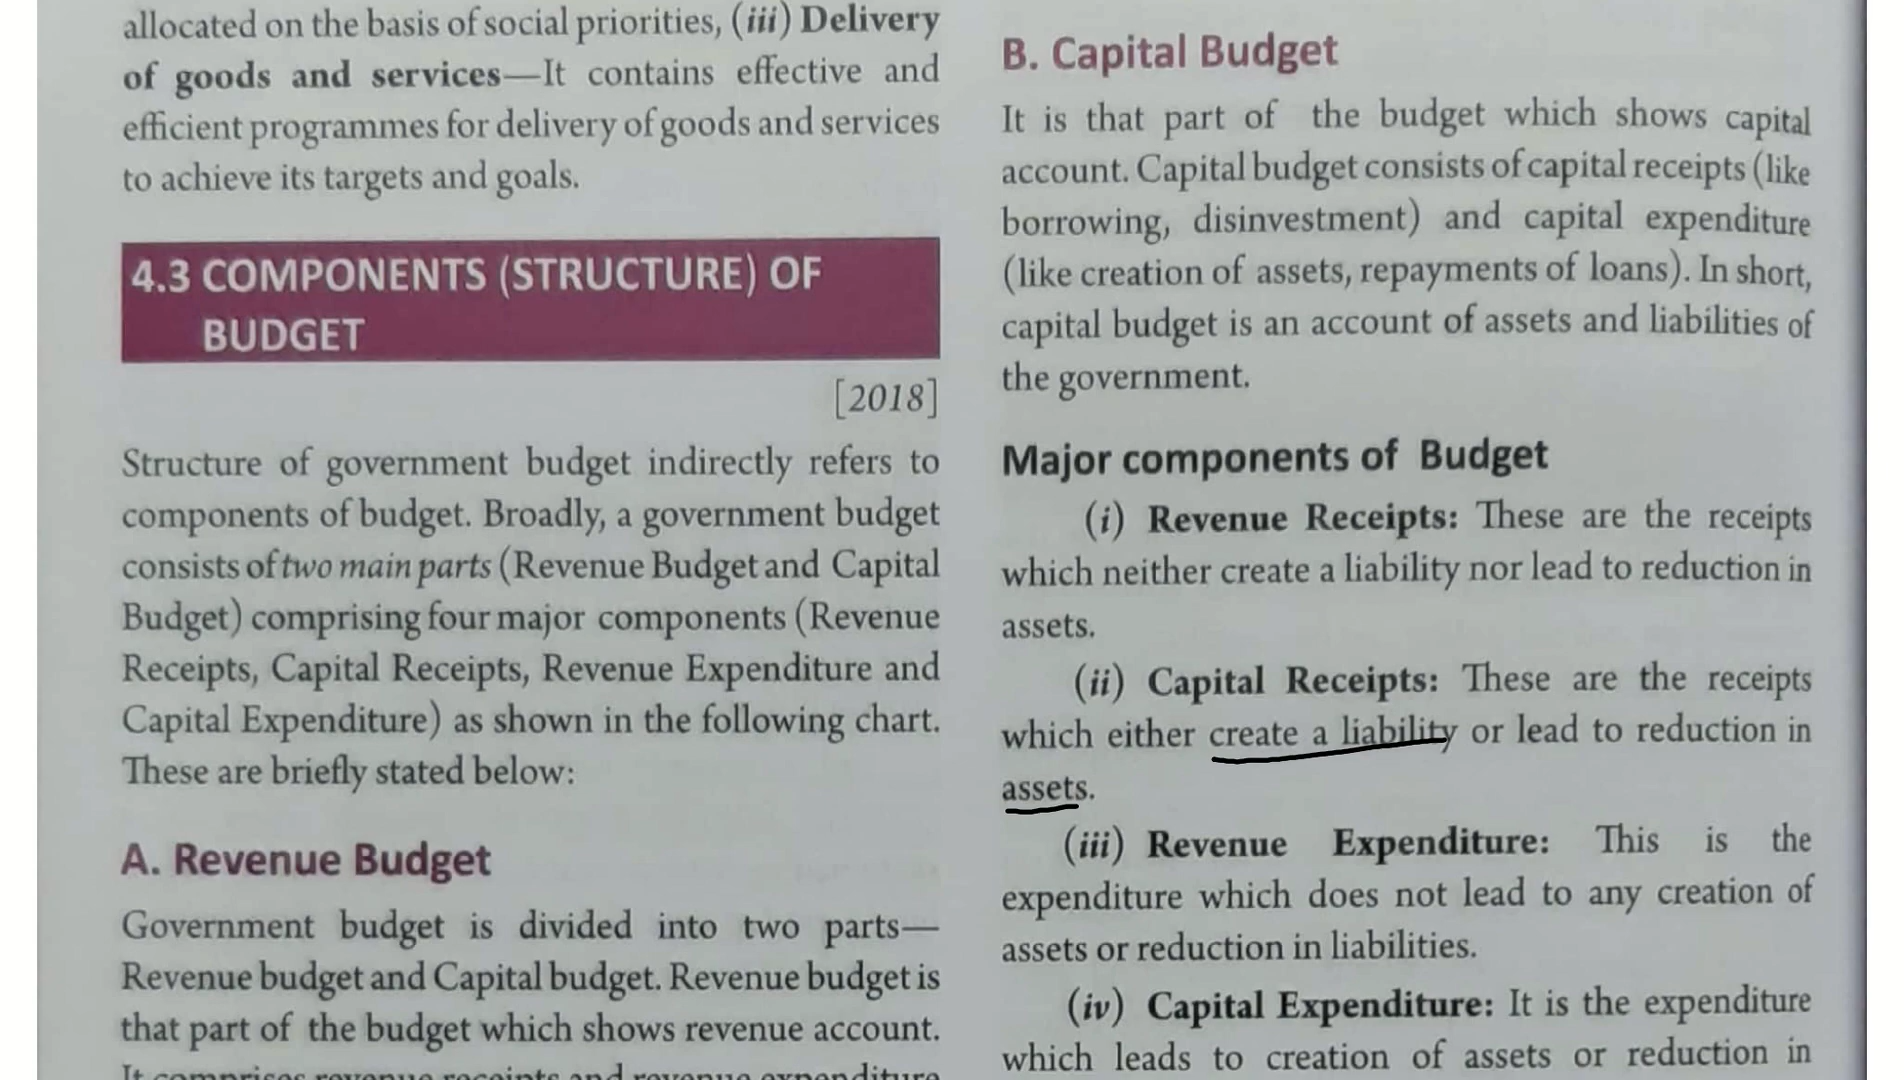 allocated on the basis of social priorities, (iii) Delivery
of goods and services—It contains effective and
efficient programmes for delivery of goods and services
to achieve its targets and goals.
4.3 COMPONENTS (STRUCTURE) OF
BUDGET
[2018]
Structure of government budget indirectly refers to
components of budget. Broadly, a government budget
consists of two main parts (Revenue Budget and Capital
Budget) comprising four major components (Revenue
Receipts, Capital Receipts, Revenue Expenditure and
Capital Expenditure) as shown in the following chart.
These are briefly stated below:
A. Revenue Budget
Government budget is divided into two parts—
Revenue budget and Capital budget. Revenue budget is
that part of the budget which shows revenue account.
It comprises revenue receipts and revenue expenditure
B. Capital Budget
It is that part of the budget which shows capital
account. Capital budget consists of capital receipts (like
borrowing, disinvestment) and capital expenditure
(like creation of assets, repayments of loans). In short,
capital budget is an account of assets and liabilities of
the government.
Major components of Budget
(i) Revenue Receipts: These are the receipts
which neither create a liability nor lead to reduction in
assets.
(ii) Capital Receipts: These are the receipts
which either create a liability or lead to reduction in
assets.
(iii) Revenue Expenditure: This is the
expenditure which does not lead to any creation of
assets or reduction in liabilities.
(iv) Capital Expenditure: It is the expenditure
which leads to creation of assets or reduction in